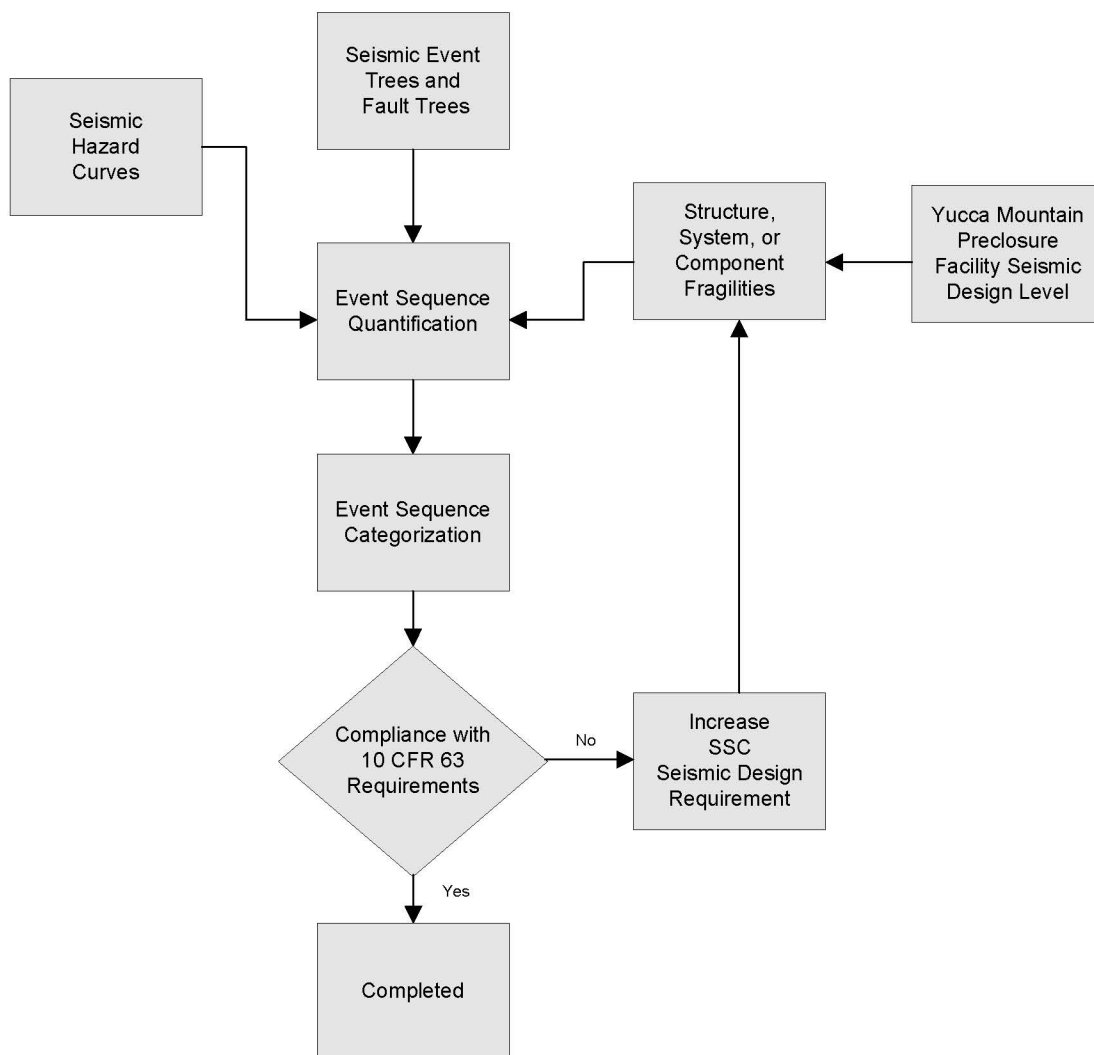 Seismic Event
Trees and
Fault Trees
Seismic
Hazard
Curves
Structure,
System, or
Component
Fragilities
Yucca Mountain
Preclosure
Facility Seismic
Design Level
Event Sequence
Quantification
Event Sequence
Categorization
Compliance with
10 CFR 63
Requirements
No
Increase
SSC
Seismic Design
Requirement
Yes
Completed